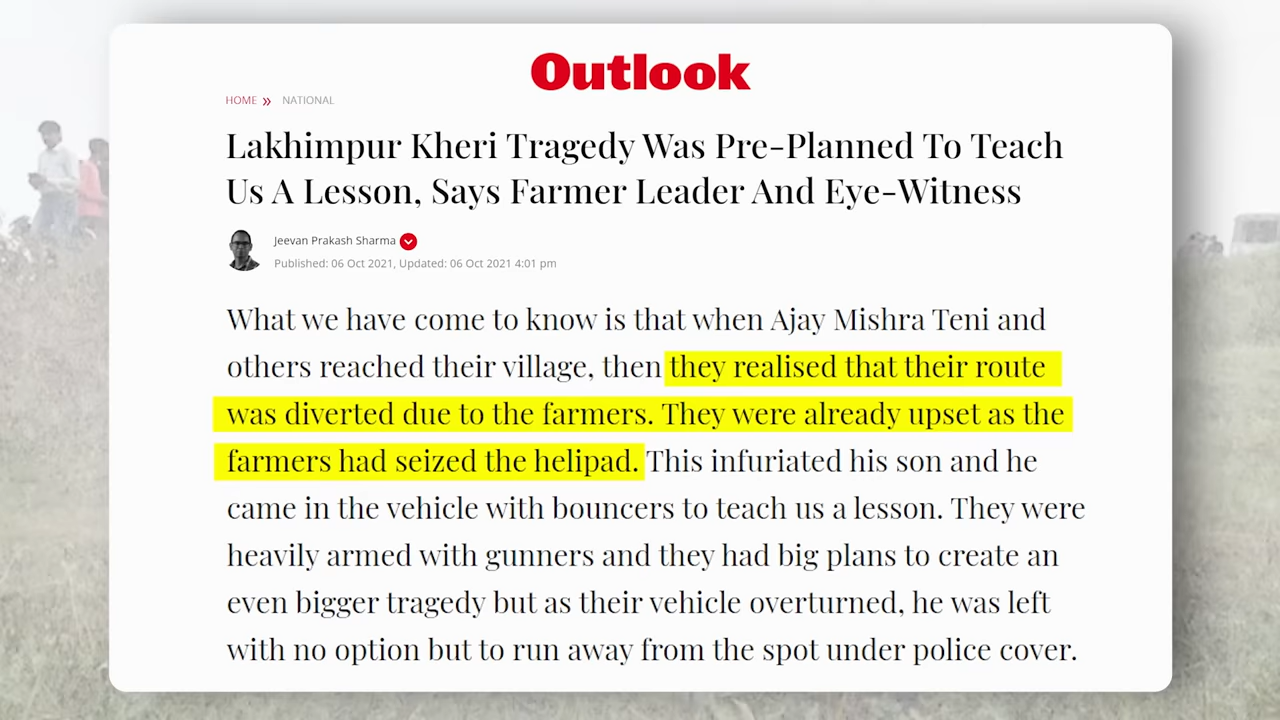 Outlook
HOME » NATIONAL
Lakhimpur Kheri Tragedy Was Pre-Planned To Teach
Us A Lesson, Says Farmer Leader And Eye-Witness
Jeevan Prakash Sharma
Published: 06 Oct 2021, Updated: 06 Oct 2021 4:01 pm
What we have come to know is that when Ajay Mishra Teni and
others reached their village, then they realised that their route
was diverted due to the farmers. They were already upset as the
farmers had seized the helipad. This infuriated his son and he
came in the vehicle with bouncers to teach us a lesson. They were
heavily armed with gunners and they had big plans to create an
even bigger tragedy but as their vehicle overturned, he was left
with no option but to run away from the spot under police cover.